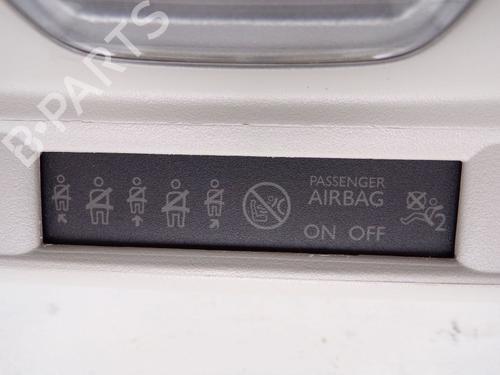 B-PARTS
PASSENGER
AIRBAG
ON OFF
2